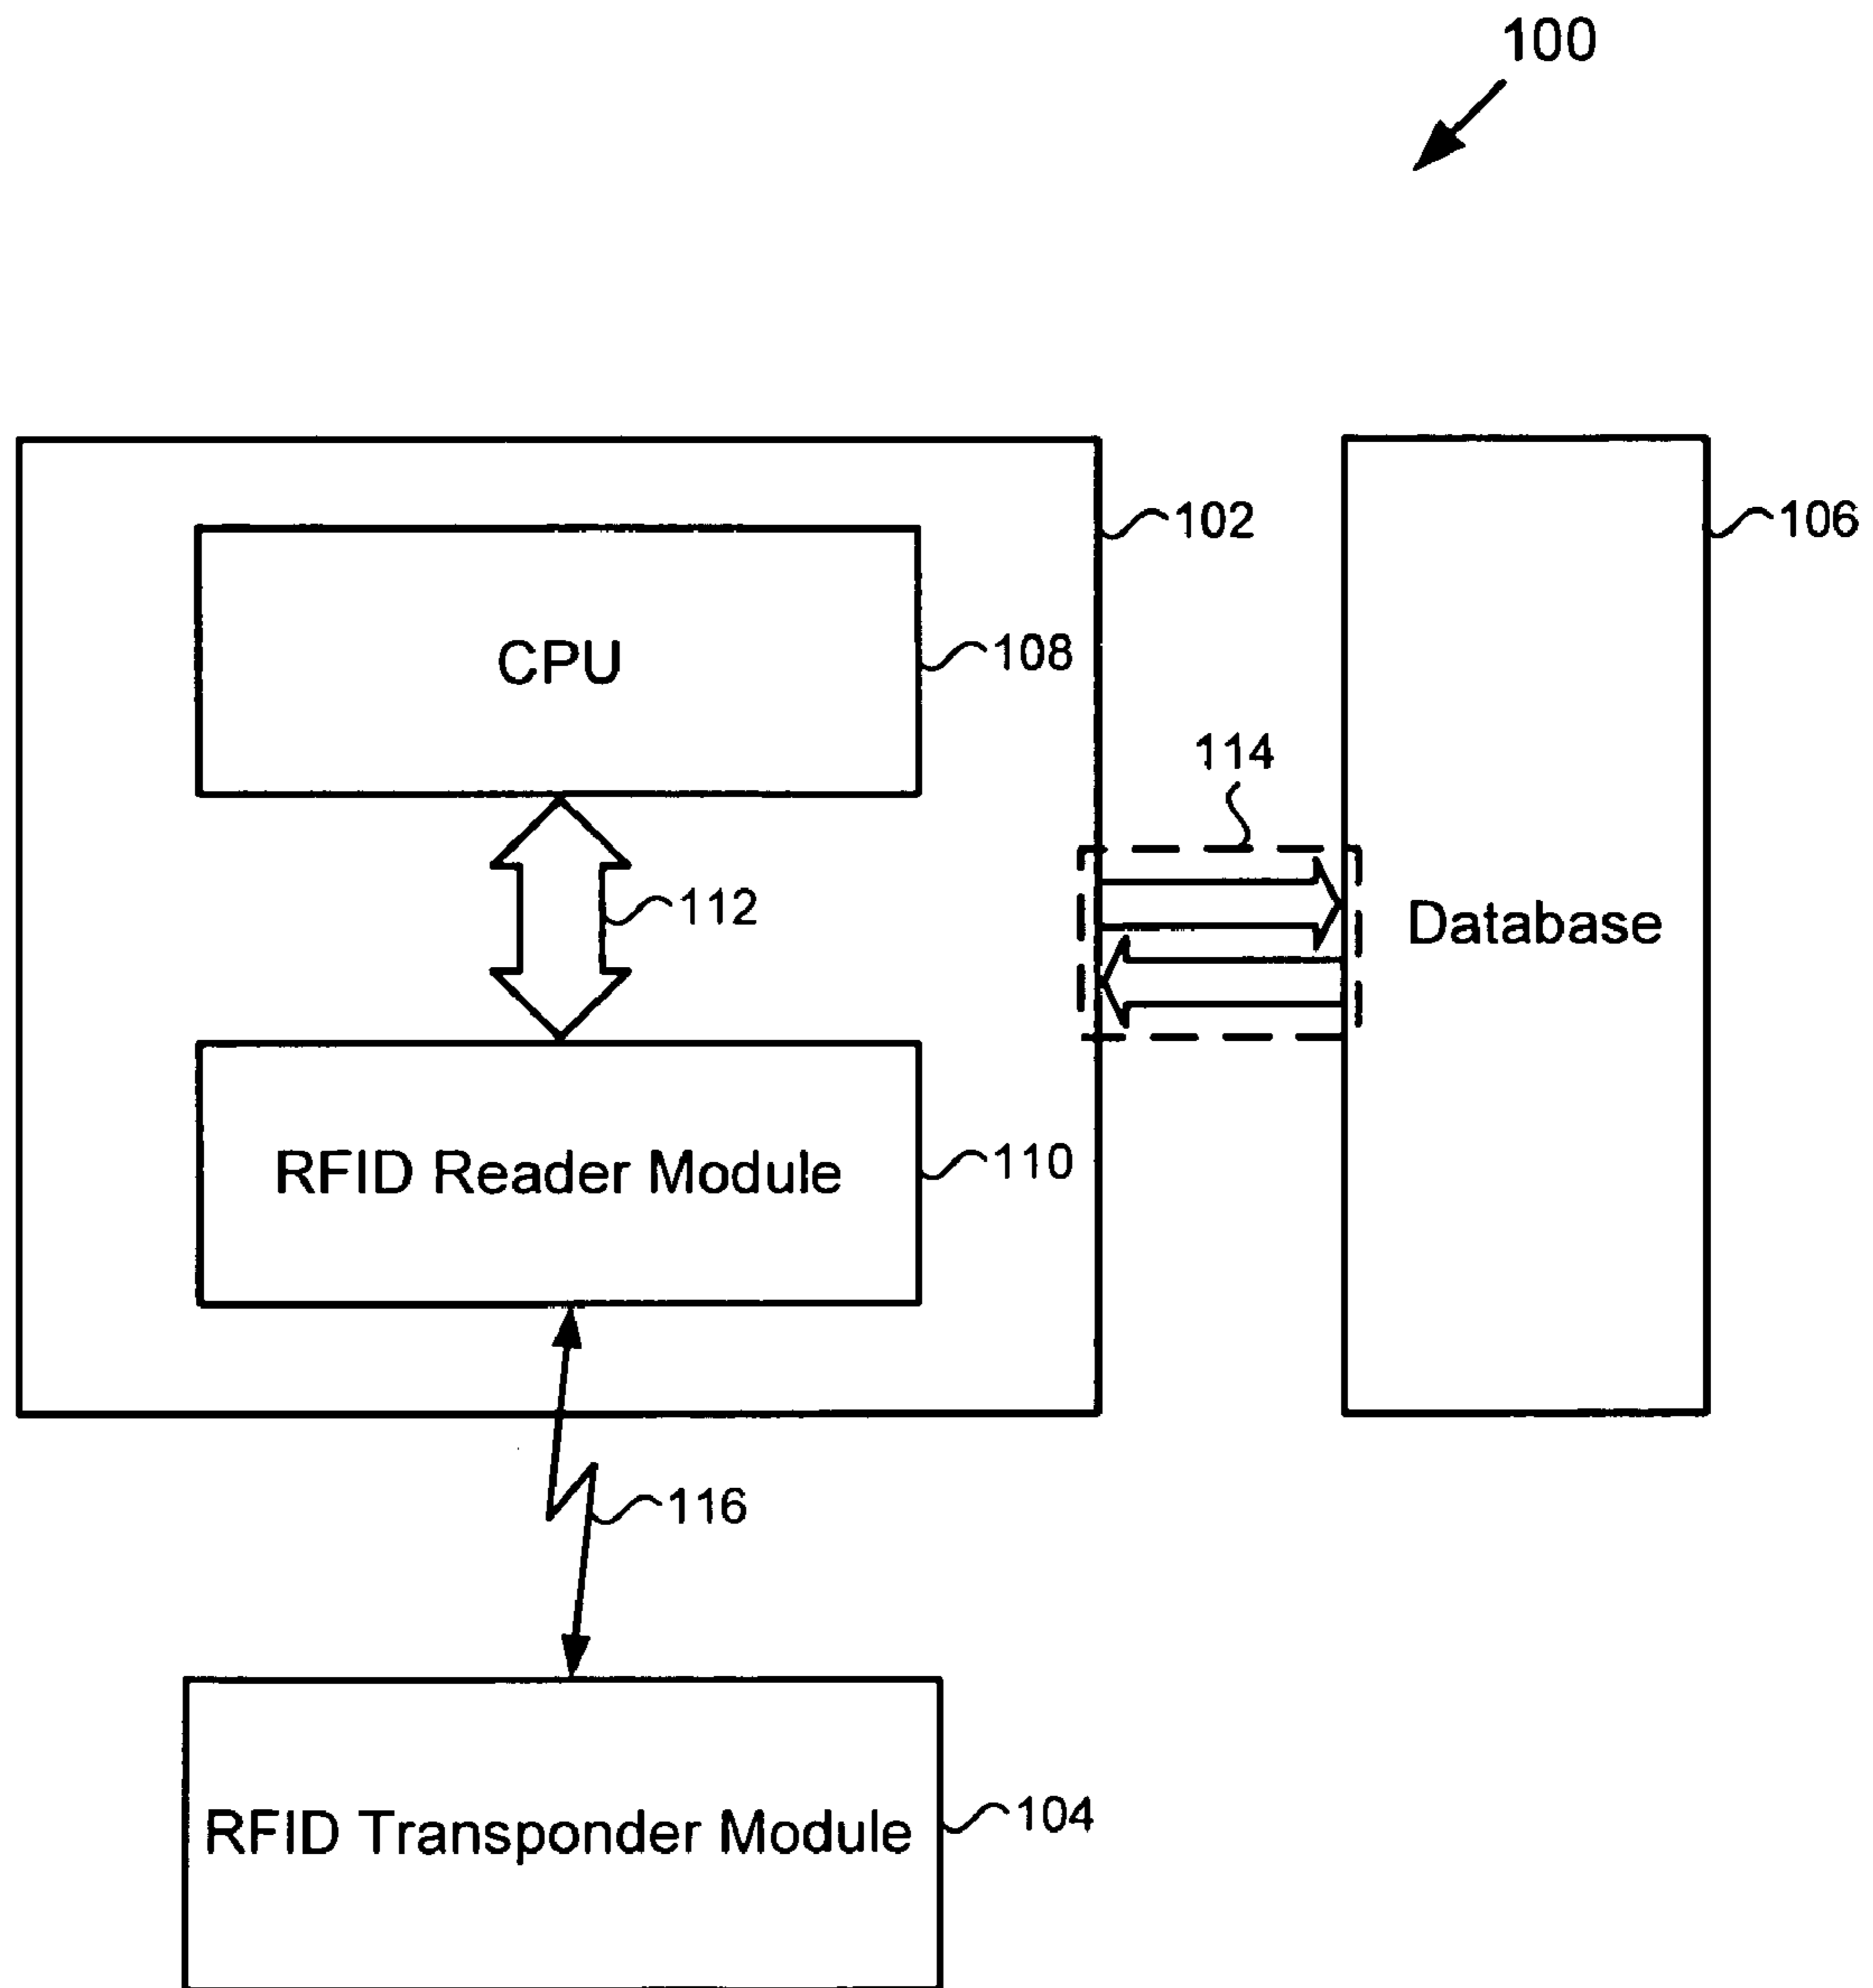 100
102
106
CPU
108
114
112
Database
RFID Reader Module
110
116
RFID Transponder Module
104